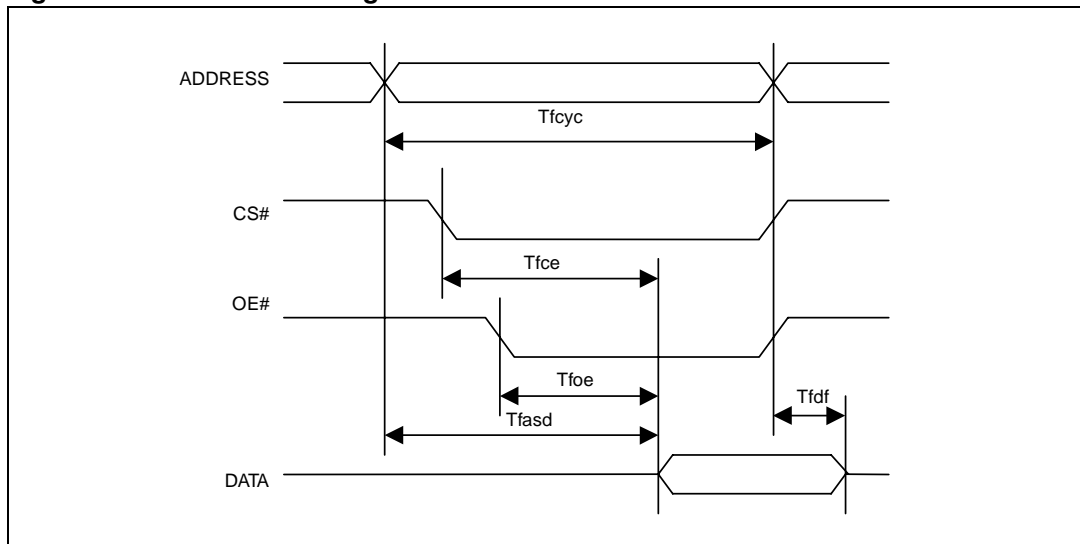 ADDRESS
Tfcyc
CS#
Tfce
OE#
Tfoe
Tfdf
Tfasd
DATA